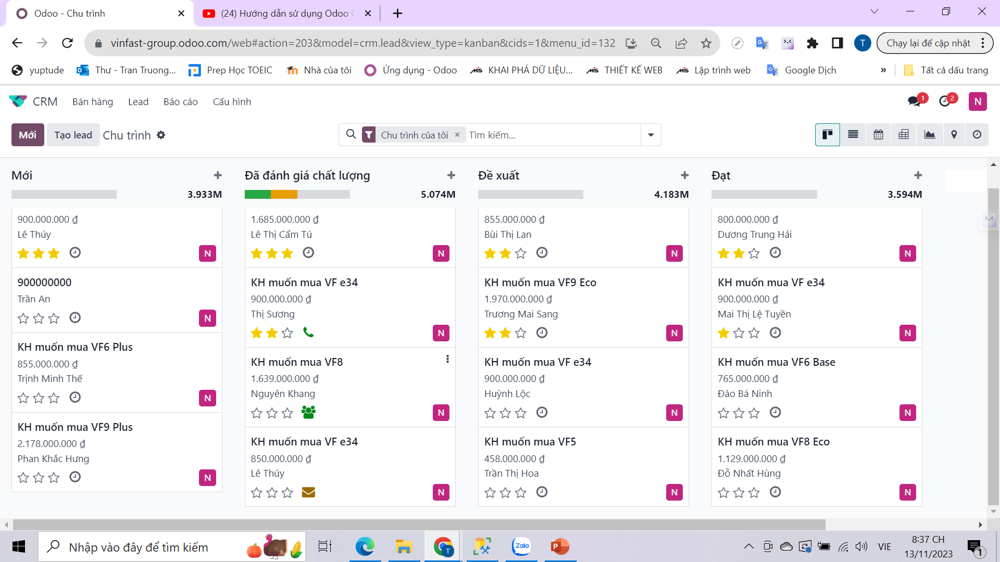 Odoo - Chu trình
(24) Hướng dẫn sử dụng Odoo
vinfast-group.odoo.com/web#action=203&model=crm.lead&view_type=kanban&cids=1&menu_id=132
T
Chạy lại để cập nhật
yuptude
Thư - Tran Truong...
Prep Học TOEIC
Nhà của tôi
Ứng dụng - Odoo
MIS KHAI PHÁ DỮ LIỆU...
MIS THIẾT KẾ WEB
MIS Lập trình web
Google Dịch
»
Tất cả dấu trang
CRM
Bán hàng
Lead
Báo cáo
Cấu hình
1
2
N
Mới
Tạo lead
Chu trình
Chu trình của tôi ×
Tìm kiếm...
Mới
3.933M
900.000.000 ₫
Lê Thúy
N
900000000
Trần An
N
KH muốn mua VF6 Plus
855.000.000 ₫
Trịnh Minh Thế
N
KH muốn mua VF9 Plus
2.178.000.000 ₫
Phan Khắc Hưng
N
Đã đánh giá chất lượng
5.074M
1.685.000.000 ₫
Lê Thị Cẩm Tú
N
KH muốn mua VF e34
900.000.000 ₫
Thị Sương
N
KH muốn mua VF8
1.639.000.000 ₫
Nguyên Khang
N
KH muốn mua VF e34
850.000.000 ₫
Lê Thúy
N
Đề xuất
4.183M
855.000.000 ₫
Bùi Thị Lan
N
KH muốn mua VF9 Eco
1.970.000.000 ₫
Trương Mai Sang
N
KH muốn mua VF e34
900.000.000 ₫
Huỳnh Lộc
N
KH muốn mua VF5
458.000.000 ₫
Trần Thị Hoa
N
Đạt
3.594M
800.000.000 ₫
Dương Trung Hải
N
KH muốn mua VF e34
900.000.000 ₫
Mai Thị Lệ Tuyền
N
KH muốn mua VF6 Base
765.000.000 ₫
Đào Bá Ninh
N
KH muốn mua VF8 Eco
1.129.000.000 ₫
Đỗ Nhất Hùng
N
Nhập vào đây để tìm kiếm
T
Zalo
P
VIE
8:37 CH
13/11/2023
1